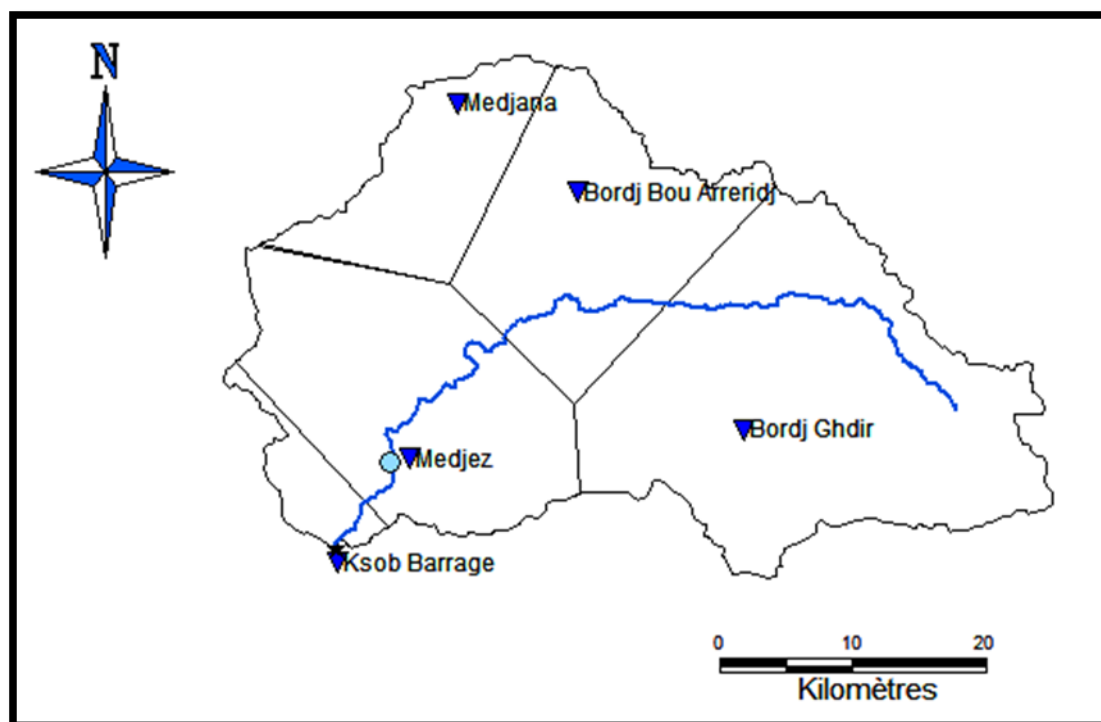 N
Medjana
Bordj Bou Arreridj
Bordj Ghdir
Medjez
Ksob Barrage
0 10 20
Kilomètres